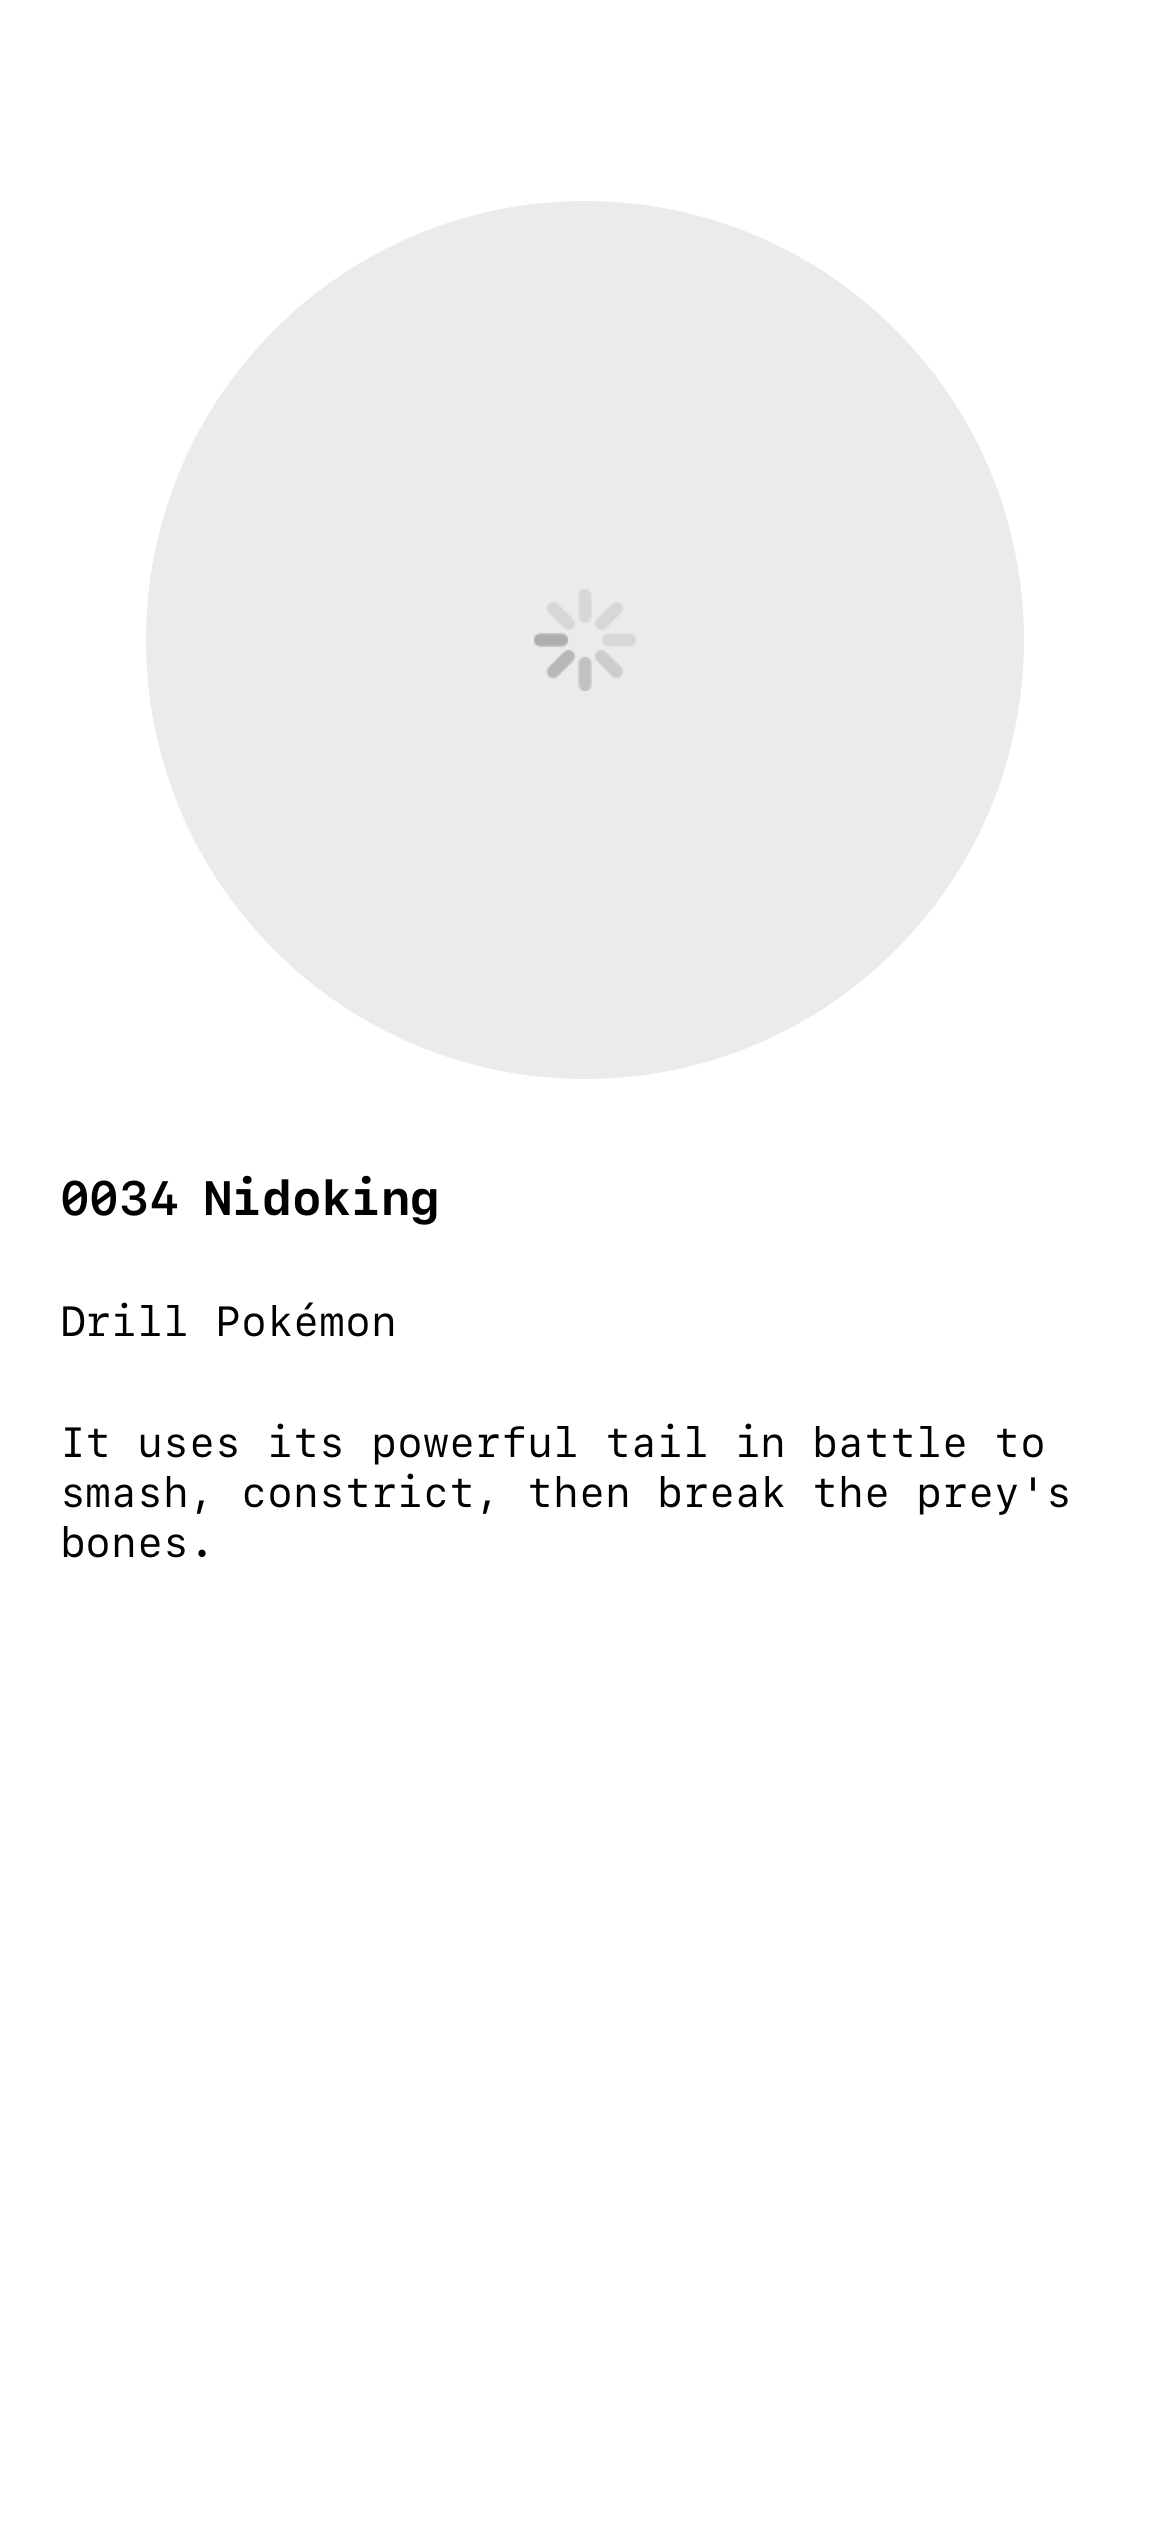 0034 Nidoking
Drill Pokémon
It uses its powerful tail in battle to
smash, constrict, then break the prey's
bones.